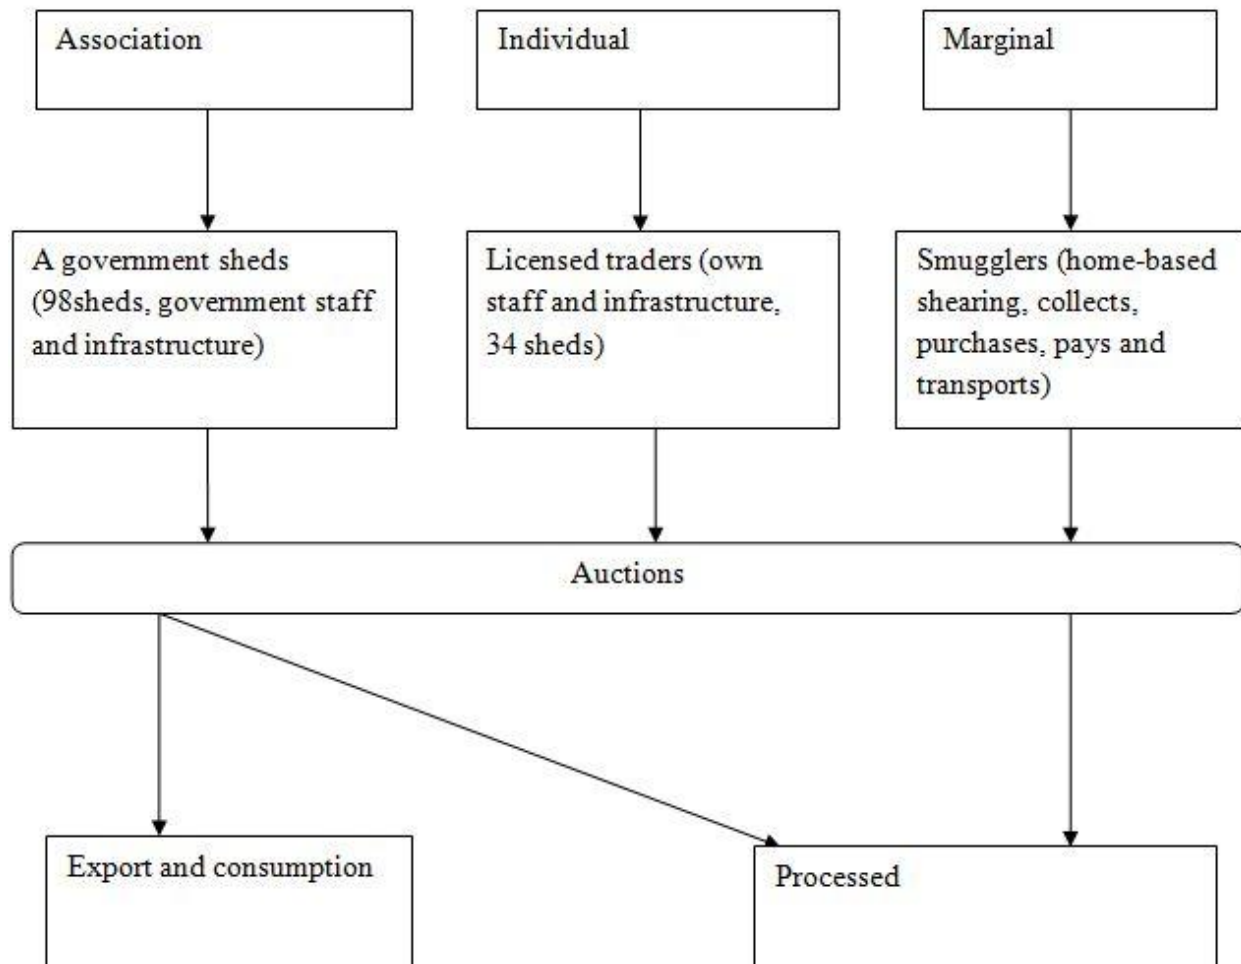 Association
Individual
Marginal
A government sheds
(98sheds, government staff
and infrastructure)
Licensed traders (own
staff and infrastructure,
34 sheds)
Smugglers (home-based
shearing, collects,
purchases, pays and
transports)
Auctions
Export and consumption
Processed